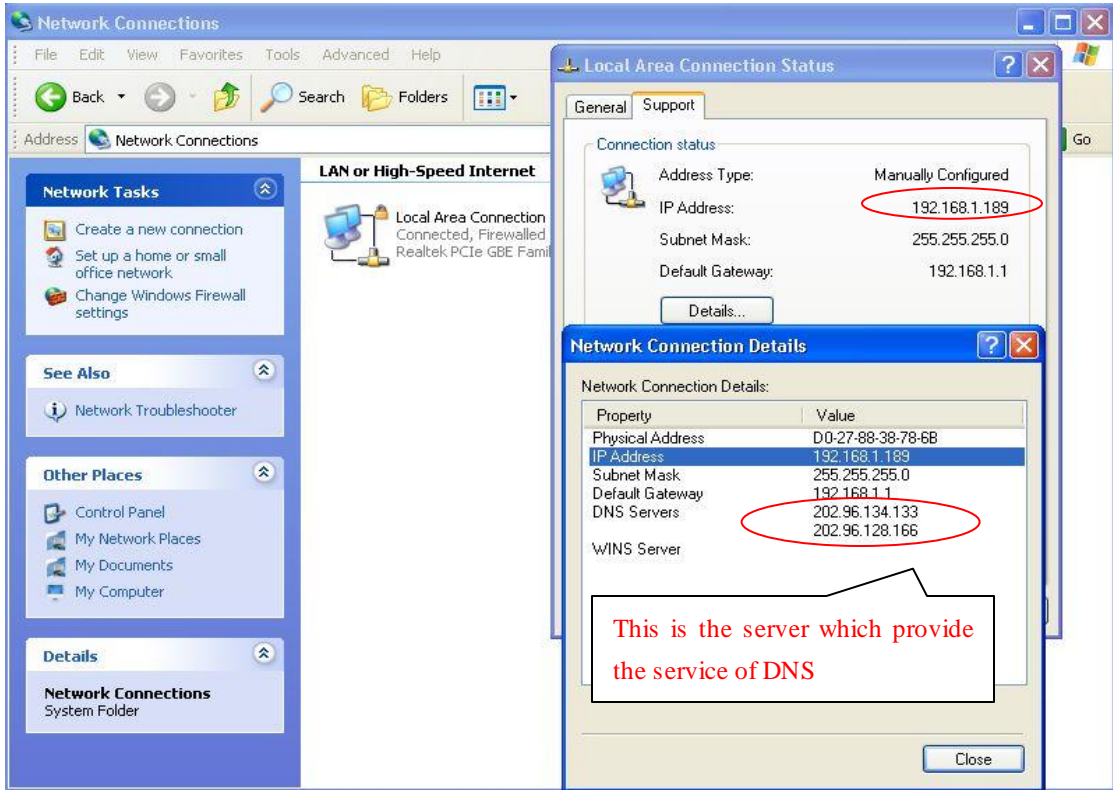 Network Connections
File Edit View Favorites Tools Advanced Help
Back Search Folders
Address Network Connections Go
Network Tasks
Create a new connection
Set up a home or small
office network
Change Windows Firewall
settings
See Also
Network Troubleshooter
Other Places
Control Panel
My Network Places
My Documents
My Computer
Details
Network Connections
System Folder
LAN or High-Speed Internet
Local Area Connection
Connected, Firewalled
Realtek PCIe GBE Famil
Local Area Connection Status
General Support
Connection status
Address Type: Manually Configured
IP Address: 192.168.1.189
Subnet Mask: 255.255.255.0
Default Gateway: 192.168.1.1
Details...
Network Connection Details
Network Connection Details:
Property Value
Physical Address D0-27-88-38-78-6B
IP Address 192.168.1.189
Subnet Mask 255.255.255.0
Default Gateway 192.168.1.1
DNS Servers 202.96.134.133
202.96.128.166
WINS Server
This is the server which provide
the service of DNS
Close